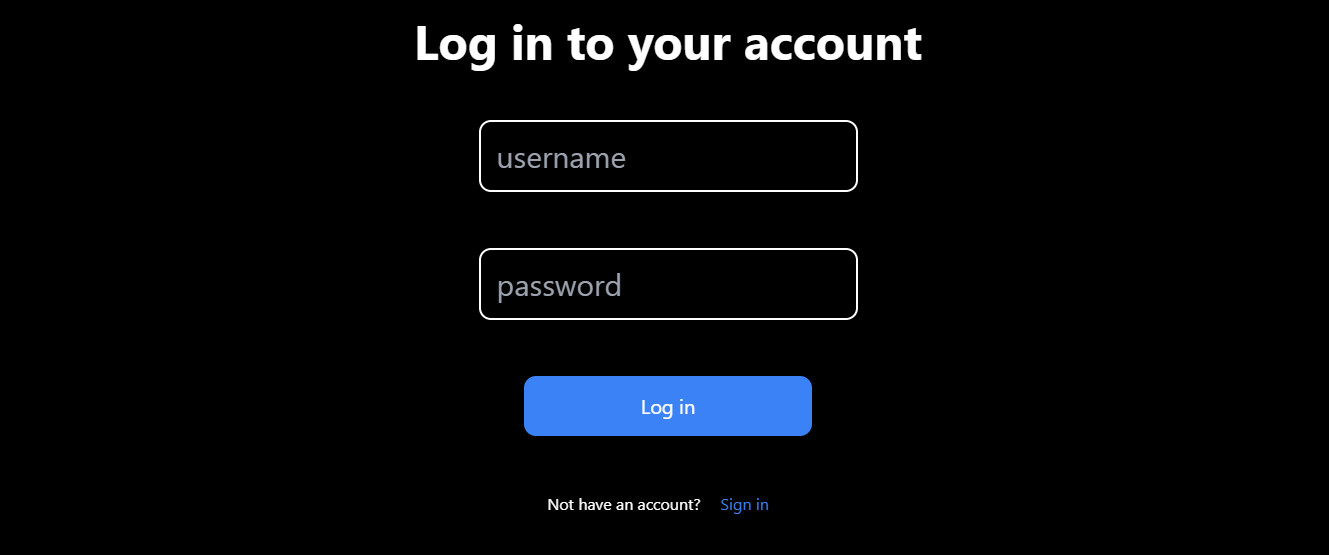 Log in to your account
username
password
Log in
Not have an account? Sign in